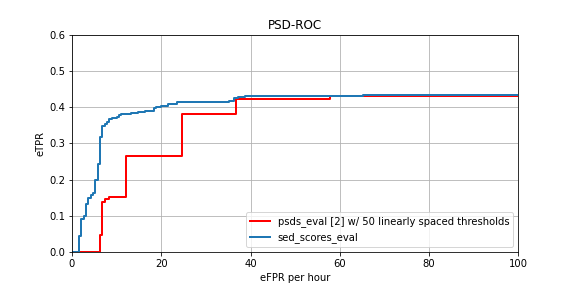 PSD-ROC
eTPR
0.6
0.5
0.4
0.3
0.2
0.1
0.0
psds_eval [2] w/ 50 linearly spaced thresholds
sed_scores_eval
0 20 40 60 80 100
eFPR per hour